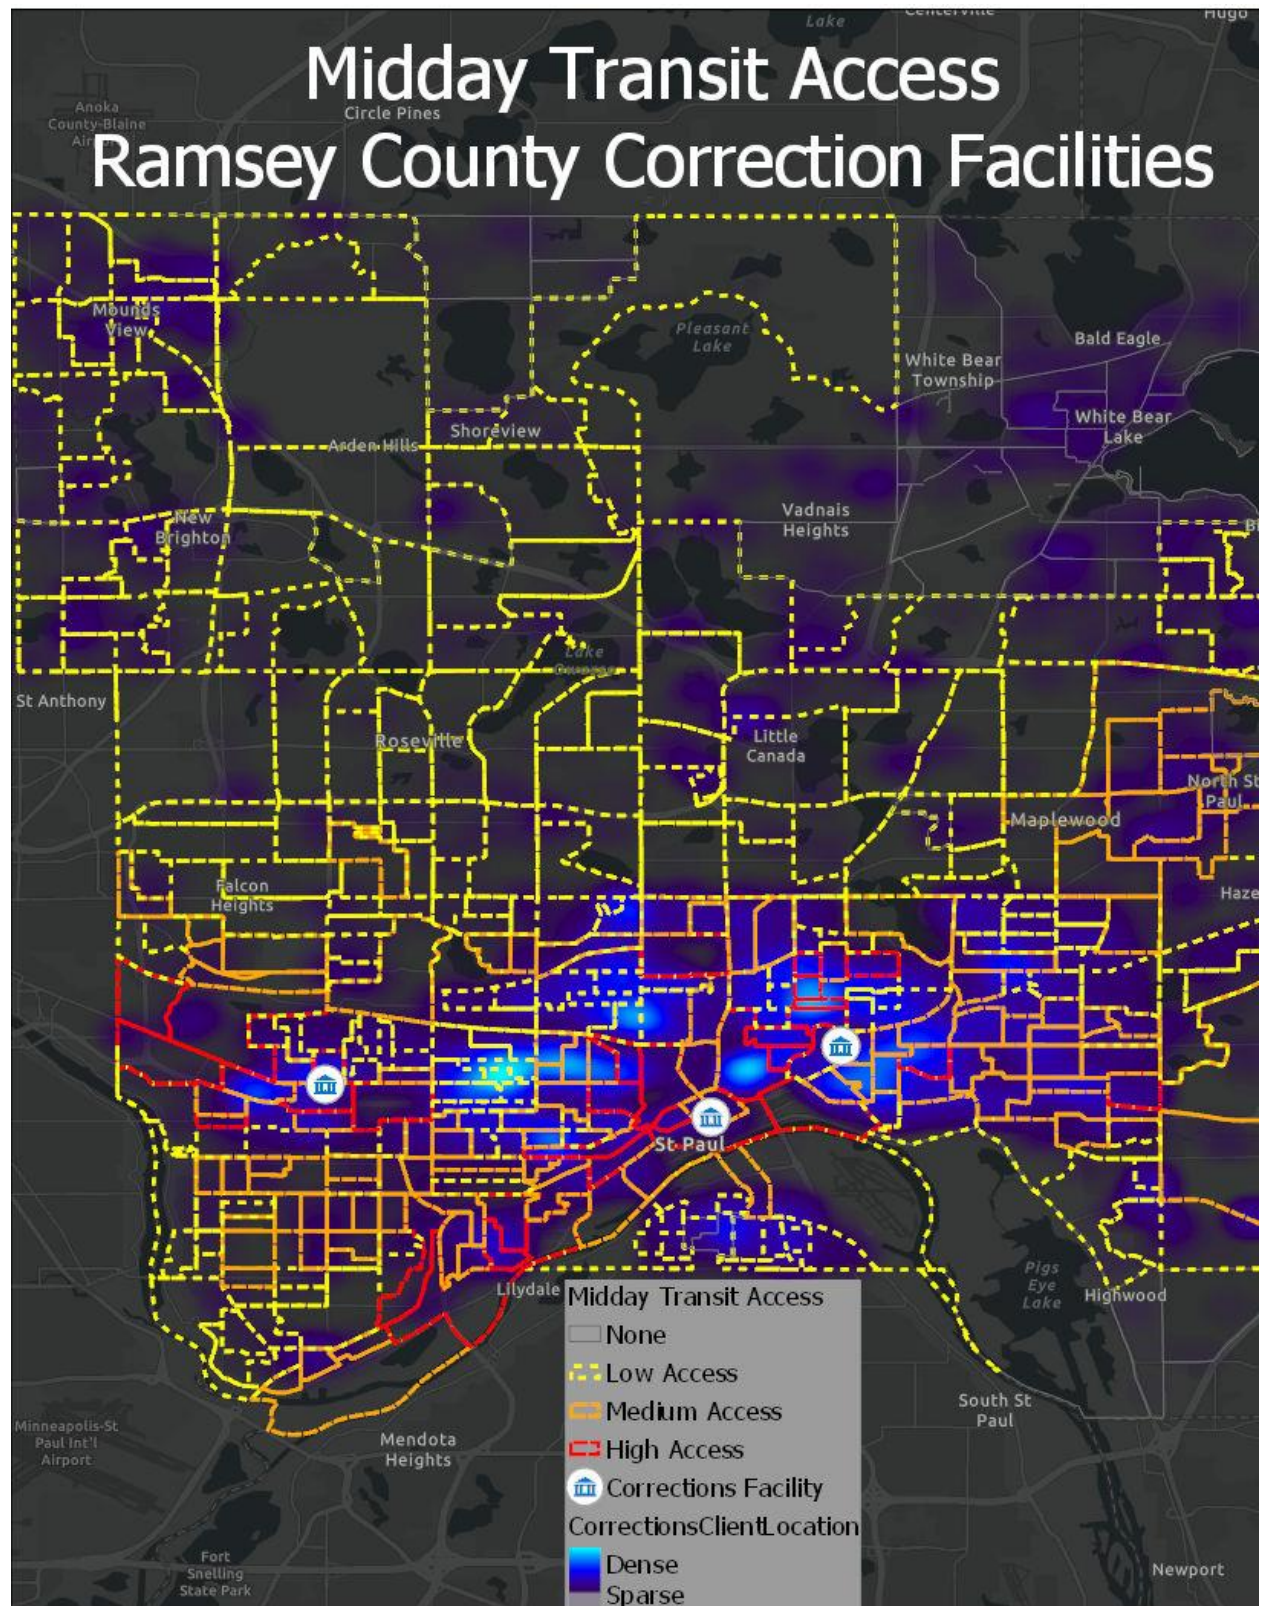 Centerville
Hugo
Lake
Midday Transit Access
Anoka
County-Blaine
Circle Pines
Ramsey County Correction Facilities
Mounds
View
Pleasant
Lake
Bald Eagle
White Bear
Township
White Bear
Lake
Shoreview
Arden Hills
Vadnais
Heights
New
Brighton
Lake
St Anthony
Roseville
Little
Canada
North St
Paul
Maplewood
Falcon
Heights
Haze
St Paul
Lilydale
Pigs
Eye
Lake
Highwood
Midday Transit Access
None
Low Access
Medium Access
High Access
Corrections Facility
CorrectionsClientLocation
Dense
Sparse
South St
Paul
Minneapolis-St
Paul Int'l
Airport
Mendota
Heights
Fort
Snelling
State Park
Newport